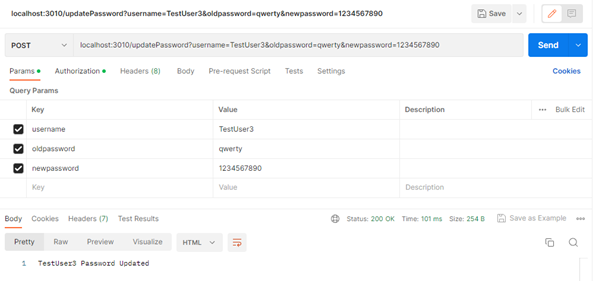 localhost:3010/updatePassword?username=TestUser3&oldpassword=qwerty&newpassword=1234567890 Save
POST localhost:3010/updatePassword?username=TestUser3&oldpassword=qwerty&newpassword=1234567890 Send
Params Authorization Headers (8) Body Pre-request Script Tests Settings Cookies
Query Params
Key Value Description Bulk Edit
username TestUser3
oldpassword qwerty
newpassword 1234567890
Key Value Description
Body Cookies Headers (7) Test Results Status: 200 OK Time: 101 ms Size: 254 B Save as Example
Pretty Raw Preview Visualize HTML
1 TestUser3 Password Updated